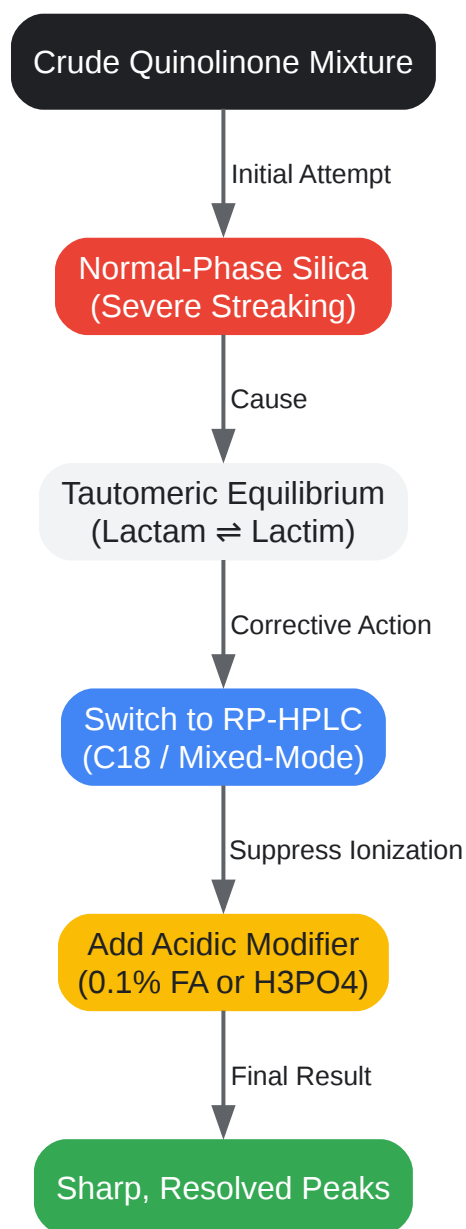 Crude Quinolinone Mixture
Initial Attempt
Normal-Phase Silica
(Severe Streaking)
Cause
Tautomeric Equilibrium
(Lactam ⇌ Lactim)
Corrective Action
Switch to RP-HPLC
(C18 / Mixed-Mode)
Suppress Ionization
Add Acidic Modifier
(0.1% FA or H3PO4)
Final Result
Sharp, Resolved Peaks